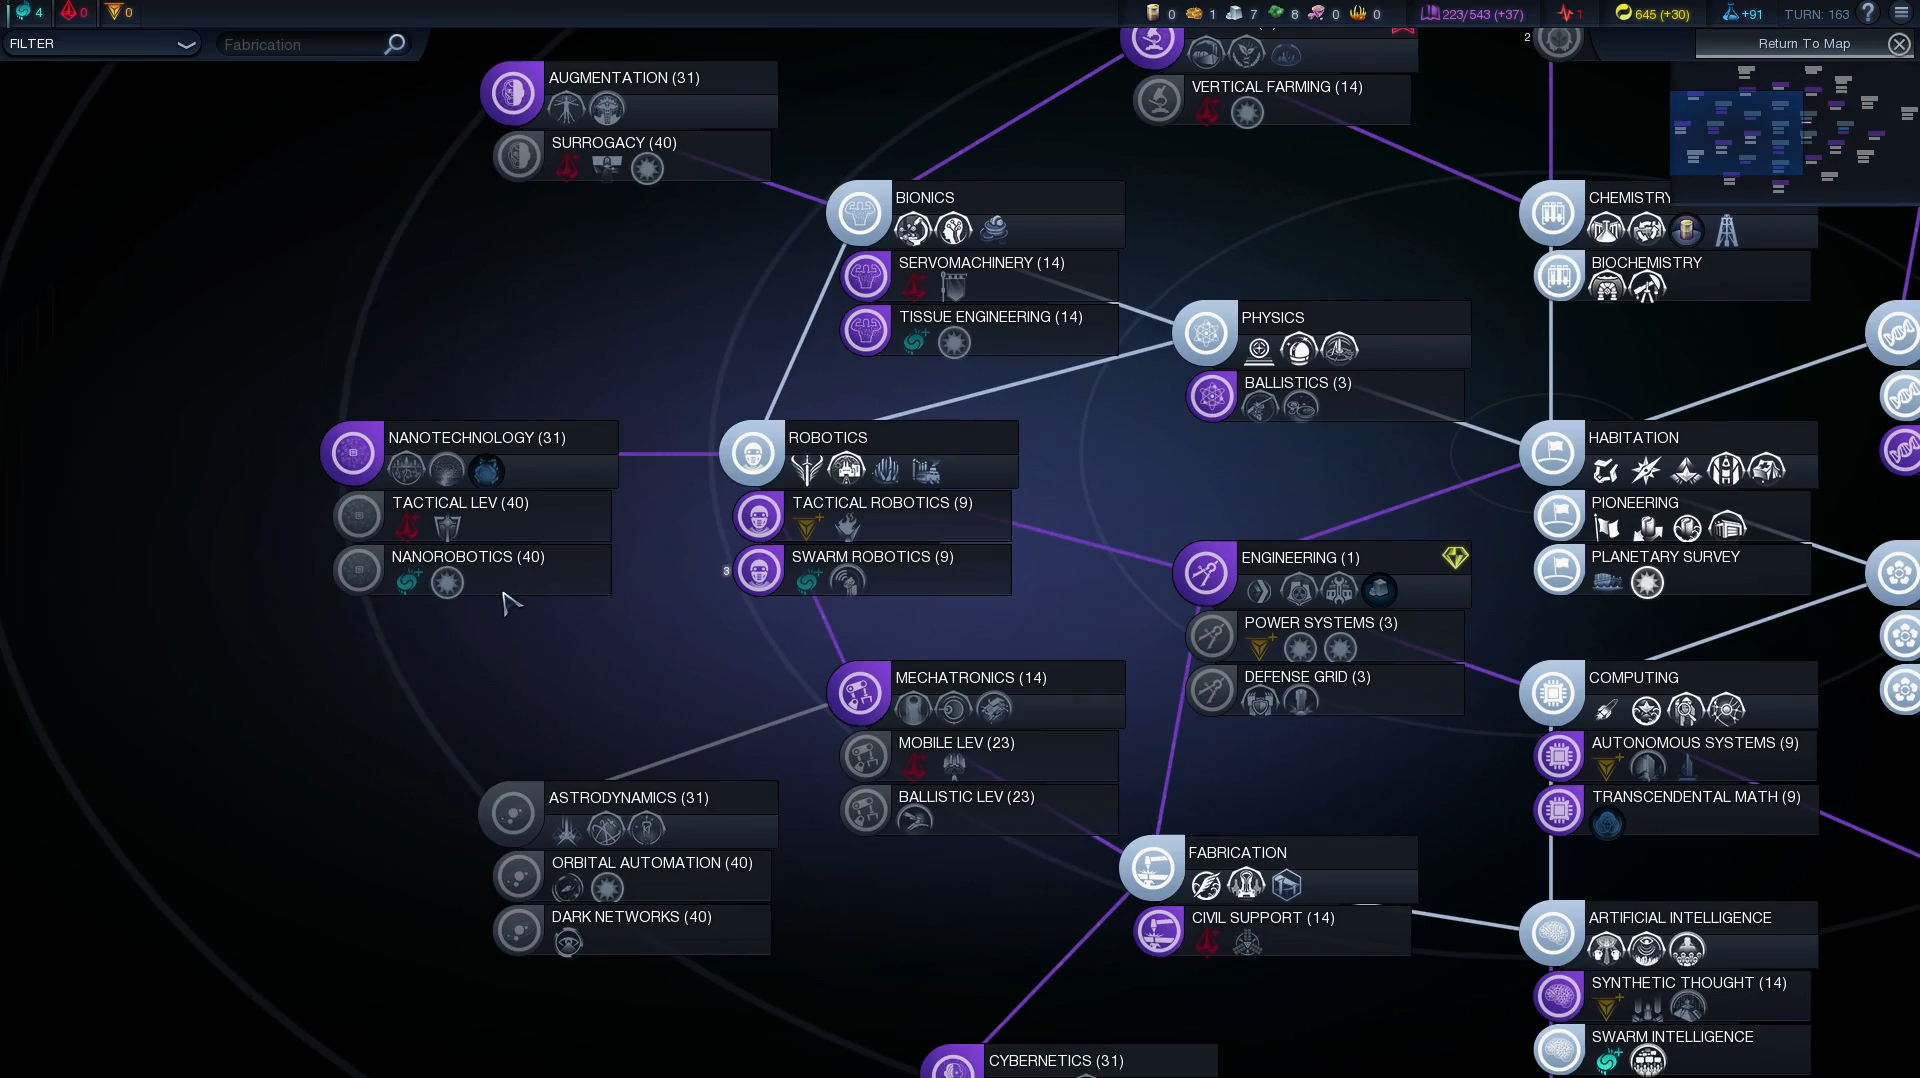 4 0 0
0 1 7 8 0 0 223/543 (+37) 1 645 (+30) +91 TURN: 163 ?
FILTER
Fabrication
2
Return To Map
AUGMENTATION (31)
SURROGACY (40)
VERTICAL FARMING (14)
BIONICS
SERVOMACHINERY (14)
TISSUE ENGINEERING (14)
CHEMISTRY
BIOCHEMISTRY
PHYSICS
BALLISTICS (3)
NANOTECHNOLOGY (31)
TACTICAL LEV (40)
NANOROBOTICS (40)
ROBOTICS
TACTICAL ROBOTICS (9)
3
SWARM ROBOTICS (9)
HABITATION
PIONEERING
PLANETARY SURVEY
ENGINEERING (1)
POWER SYSTEMS (3)
DEFENSE GRID (3)
MECHATRONICS (14)
MOBILE LEV (23)
BALLISTIC LEV (23)
COMPUTING
AUTONOMOUS SYSTEMS (9)
TRANSCENDENTAL MATH (9)
ASTRODYNAMICS (31)
ORBITAL AUTOMATION (40)
DARK NETWORKS (40)
FABRICATION
CIVIL SUPPORT (14)
ARTIFICIAL INTELLIGENCE
SYNTHETIC THOUGHT (14)
SWARM INTELLIGENCE
CYBERNETICS (31)